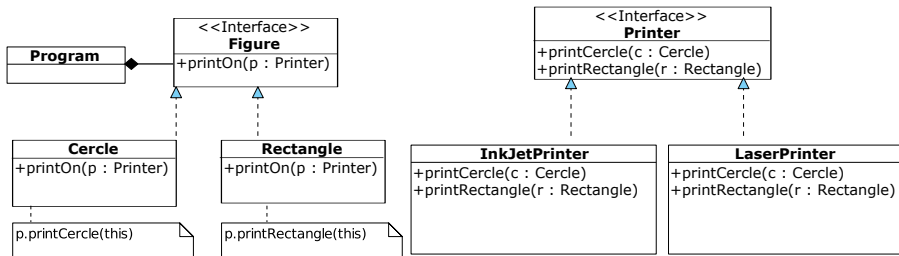 Program
<<Interface>>
Figure
+printOn(p : Printer)
Cercle
+printOn(p : Printer)
p.printCercle(this)
Rectangle
+printOn(p : Printer)
p.printRectangle(this)
<<Interface>>
Printer
+printCercle(c : Cercle)
+printRectangle(r : Rectangle)
InkJetPrinter
+printCercle(c : Cercle)
+printRectangle(r : Rectangle)
LaserPrinter
+printCercle(c : Cercle)
+printRectangle(r : Rectangle)